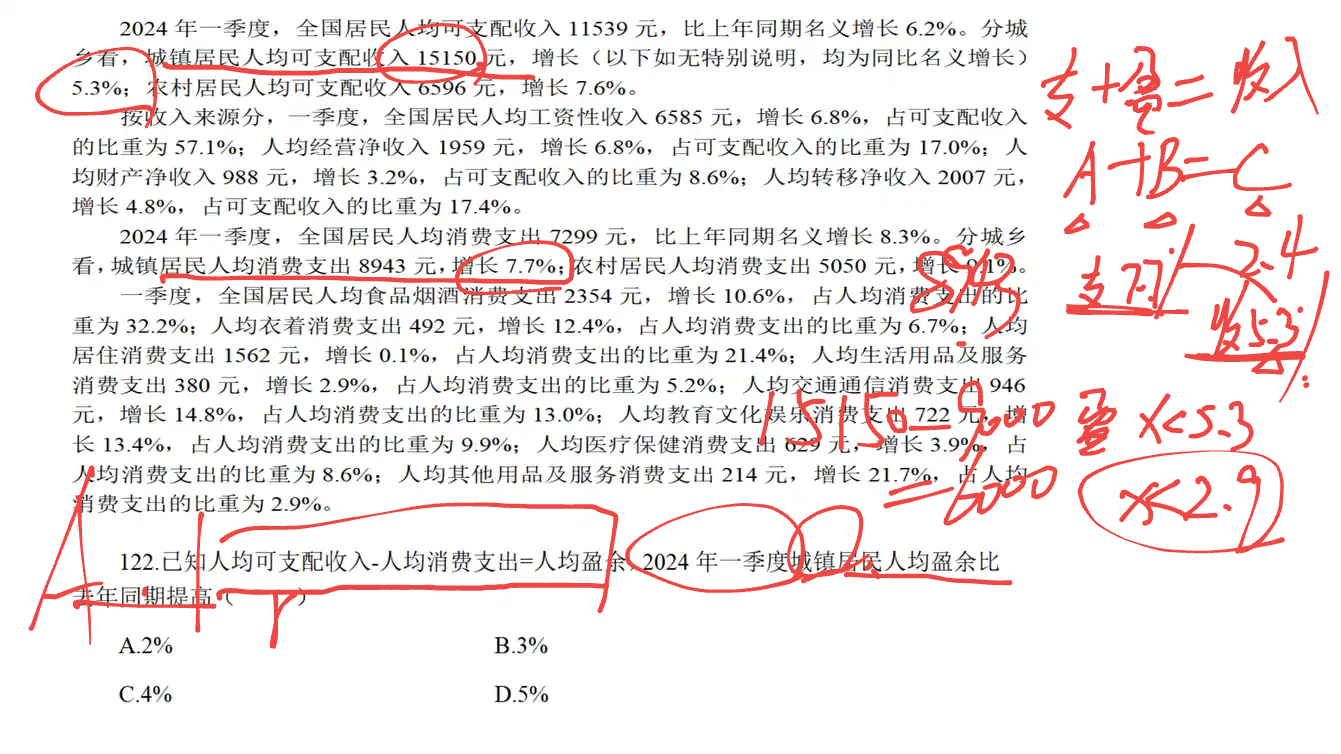 2024 年一季度，全国居民人均可支配收入 11539 元，比上年同期名义增长 6.2%。分城
乡看，城镇居民人均可支配收入 15150 元，增长（以下如无特别说明，均为同比名义增长）
5.3%；农村居民人均可支配收入 6596 元，增长 7.6%。
按收入来源分，一季度，全国居民人均工资性收入 6585 元，增长 6.8%，占可支配收入
的比重为 57.1%；人均经营净收入 1959 元，增长 6.8%，占可支配收入的比重为 17.0%；人
均财产净收入 988 元，增长 3.2%，占可支配收入的比重为 8.6%；人均转移净收入 2007 元，
增长 4.8%，占可支配收入的比重为 17.4%。
2024 年一季度，全国居民人均消费支出 7299 元，比上年同期名义增长 8.3%。分城乡
看，城镇居民人均消费支出 8943 元，增长 7.7%；农村居民人均消费支出 5050 元，增长 9.1%。
一季度，全国居民人均食品烟酒消费支出 2354 元，增长 10.6%，占人均消费支出的比
重为 32.2%；人均衣着消费支出 492 元，增长 12.4%，占人均消费支出的比重为 6.7%；人均
居住消费支出 1562 元，增长 0.1%，占人均消费支出的比重为 21.4%；人均生活用品及服务
消费支出 380 元，增长 2.9%，占人均消费支出的比重为 5.2%；人均交通通信消费支出 946
元，增长 14.8%，占人均消费支出的比重为 13.0%；人均教育文化娱乐消费支出 722 元，增
长 13.4%，占人均消费支出的比重为 9.9%；人均医疗保健消费支出 629 元，增长 3.9%，占
人均消费支出的比重为 8.6%；人均其他用品及服务消费支出 214 元，增长 21.7%，占人均
消费支出的比重为 2.9%。
122.已知人均可支配收入-人均消费支出=人均盈余，2024 年一季度城镇居民人均盈余比
去年同期提高（ ）
A.2%
B.3%
C.4%
D.5%
支+盈=收入
A+B=C
支7.7% 2.4
收5.3
8943
15150-9000
=6000
盈 x<5.3
x<2.9